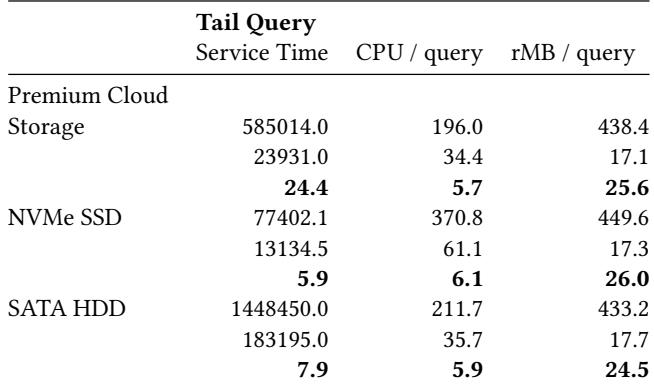 Tail Query
Service Time CPU / query rMB / query
Premium Cloud
Storage 585014.0 196.0 438.4
23931.0 34.4 17.1
24.4 5.7 25.6
NVMe SSD 77402.1 370.8 449.6
13134.5 61.1 17.3
5.9 6.1 26.0
SATA HDD 1448450.0 211.7 433.2
183195.0 35.7 17.7
7.9 5.9 24.5